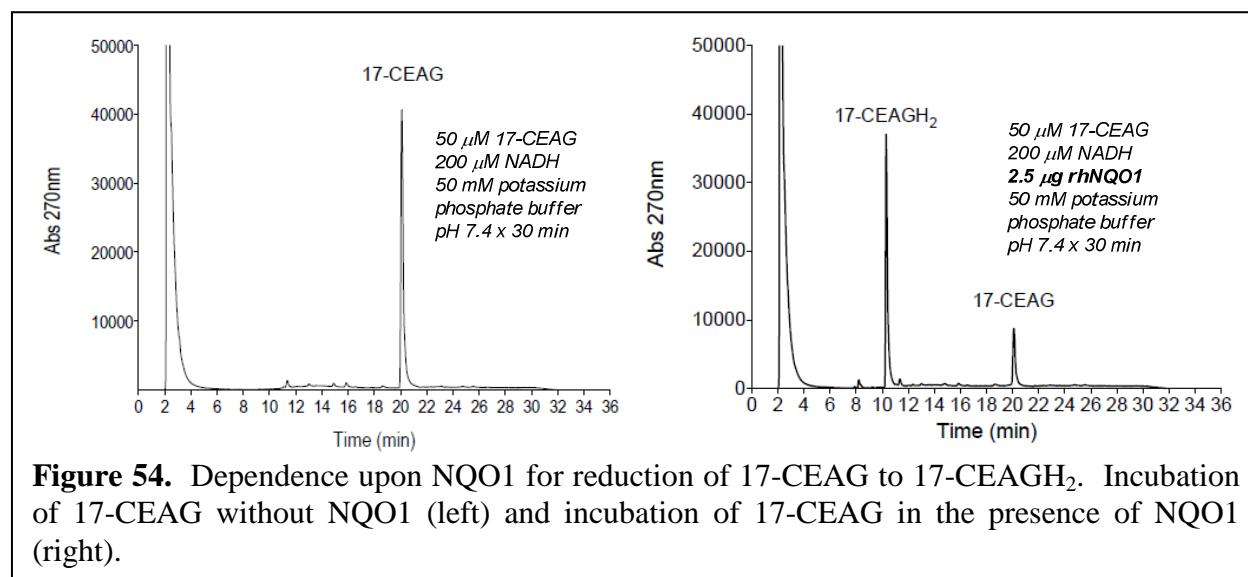 50000
40000
30000
20000
10000
Abs 270nm
17-CEAG
50 μM 17-CEAG
200 μM NADH
50 mM potassium
phosphate buffer
pH 7.4 x 30 min
0 2 4 6 8 10 12 14 16 18 20 22 24 26 28 30 32 34 36
Time (min)
50000
40000
30000
20000
10000
0
Abs 270nm
17-CEAGH₂
17-CEAG
50 μM 17-CEAG
200 μM NADH
2.5 μg rhNQO1
50 mM potassium
phosphate buffer
pH 7.4 x 30 min
0 2 4 6 8 10 12 14 16 18 20 22 24 26 28 30 32 34 36
Time (min)
Figure 54. Dependence upon NQO1 for reduction of 17-CEAG to 17-CEAGH₂. Incubation
of 17-CEAG without NQO1 (left) and incubation of 17-CEAG in the presence of NQO1
(right).